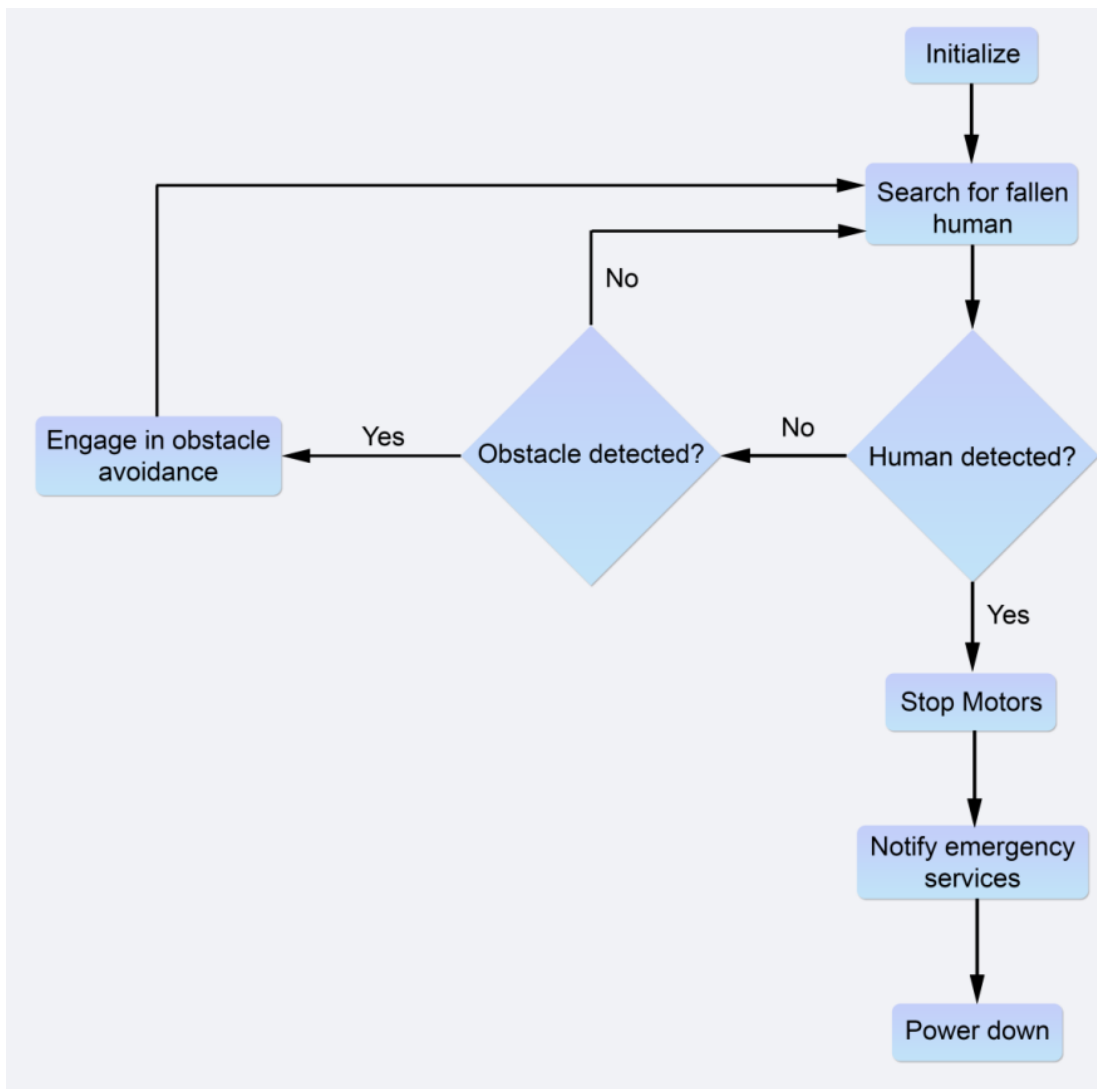 Initialize
Search for fallen
human
No
Engage in obstacle
avoidance
Yes
Obstacle detected?
No
Human detected?
Yes
Stop Motors
Notify emergency
services
Power down